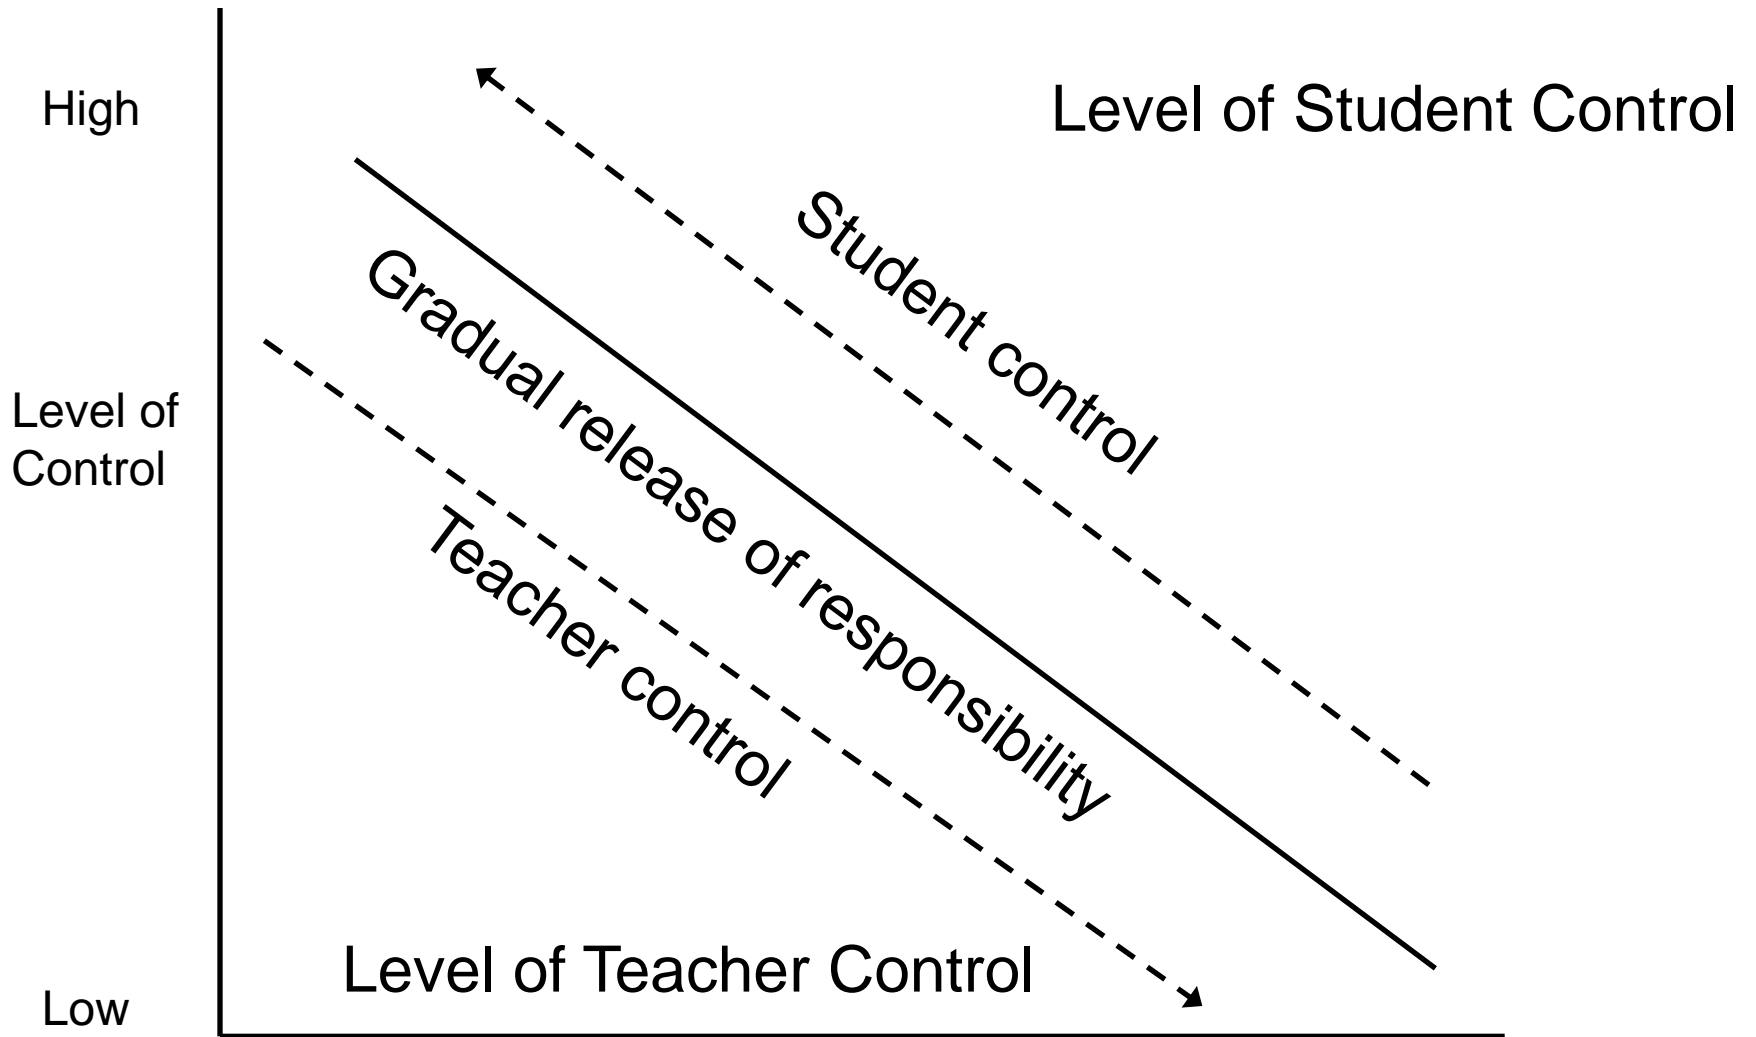 High
Level of Student Control
Student control
Gradual release of responsibility
Level of
Control
Teacher control
Level of Teacher Control
Low